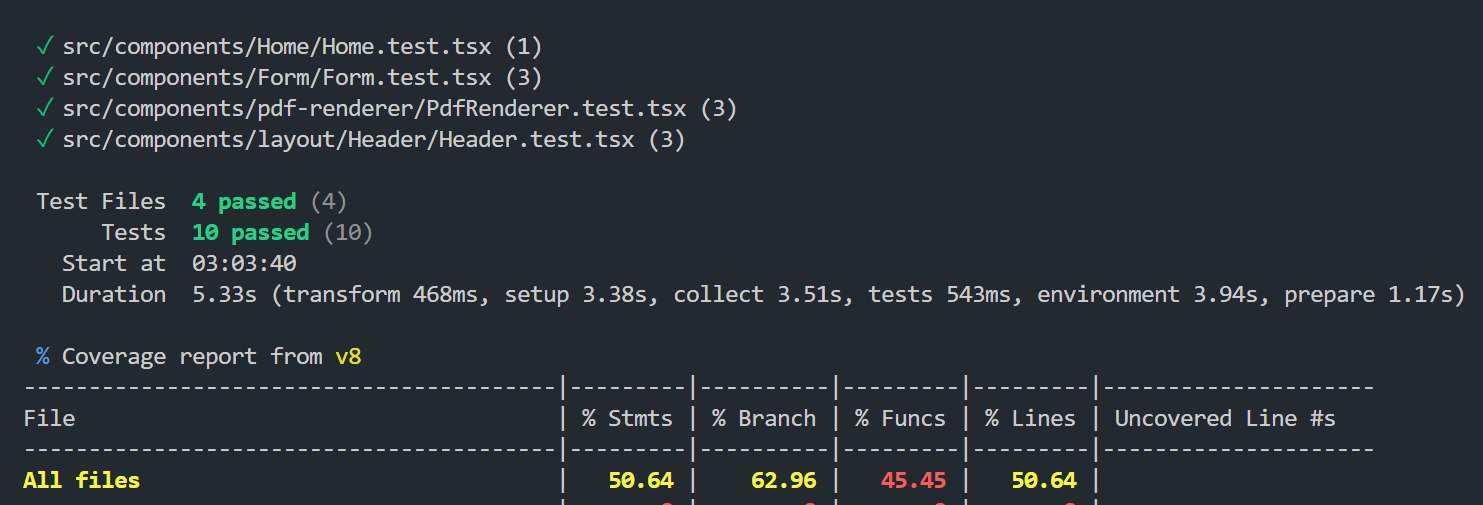 ✓ src/components/Home/Home.test.tsx (1)
✓ src/components/Form/Form.test.tsx (3)
✓ src/components/pdf-renderer/PdfRenderer.test.tsx (3)
✓ src/components/layout/Header/Header.test.tsx (3)
Test Files 4 passed (4)
Tests 10 passed (10)
Start at 03:03:40
Duration 5.33s (transform 468ms, setup 3.38s, collect 3.51s, tests 543ms, environment 3.94s, prepare 1.17s)
% Coverage report from v8
-----------------------------------------|---------|----------|---------|---------|---------------------
File | % Stmts | % Branch | % Funcs | % Lines | Uncovered Line #s
-----------------------------------------|---------|----------|---------|---------|---------------------
All files | 50.64 | 62.96 | 45.45 | 50.64 |